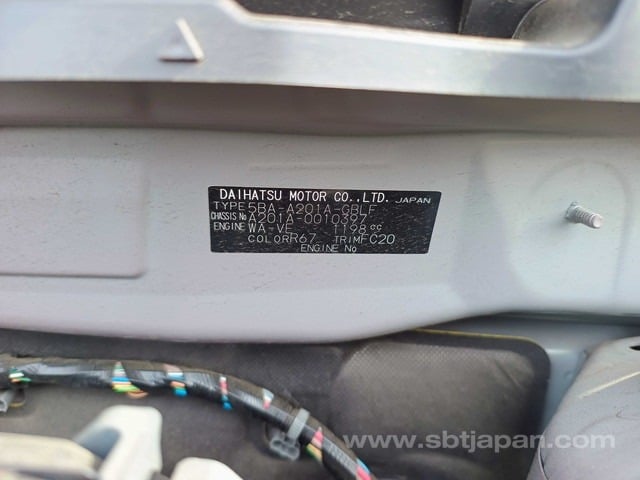 DAIHATSU MOTOR CO.,LTD. JAPAN
TYPE 5BA-A201A-GBLF
CHASSIS No A201A-0010397
ENGINE WA-VE 1198cc
COLOR R67 TRIM FC20
ENGINE No
www.sbtjapan.com